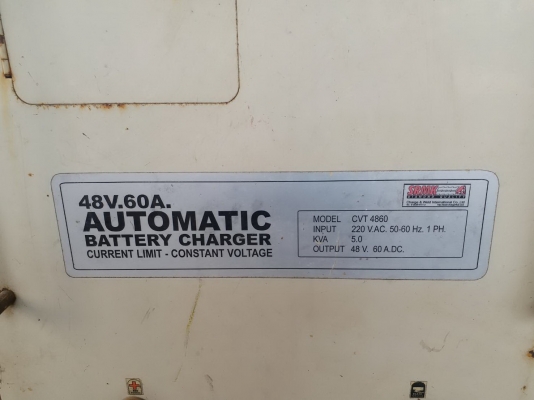 48V.60A.
AUTOMATIC
BATTERY CHARGER
CURRENT LIMIT - CONSTANT VOLTAGE
MODEL CVT 4860
INPUT 220 V.AC. 50-60 Hz. 1 PH.
KVA 5.0
OUTPUT 48 V. 60 A.DC.